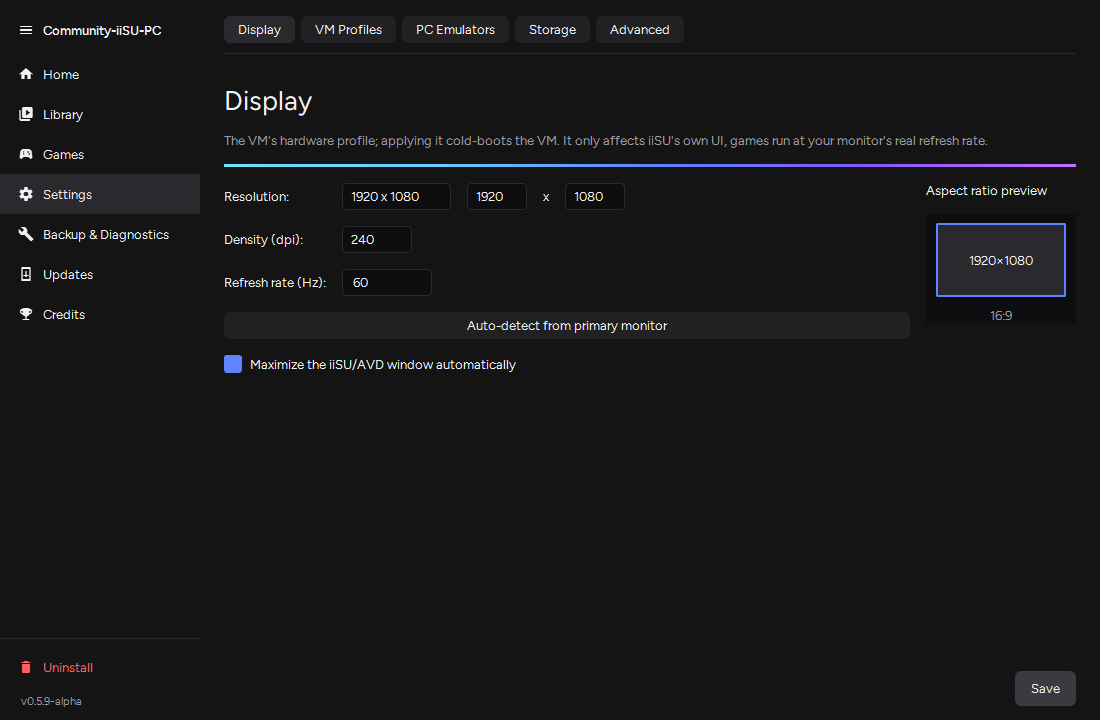 Community-iiSU-PC
Home
Library
Games
Settings
Backup & Diagnostics
Updates
Credits
Uninstall
v0.5.9-alpha
Display VM Profiles PC Emulators Storage Advanced
Display
The VM's hardware profile; applying it cold-boots the VM. It only affects iiSU's own UI, games run at your monitor's real refresh rate.
Resolution: 1920 x 1080 1920 x 1080
Density (dpi): 240
Refresh rate (Hz): 60
Auto-detect from primary monitor
Maximize the iiSU/AVD window automatically
Aspect ratio preview
1920×1080
16:9
Save